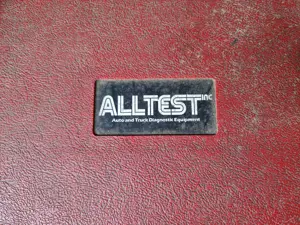 ALLTEST INC
Auto and Truck Diagnostic Equipment